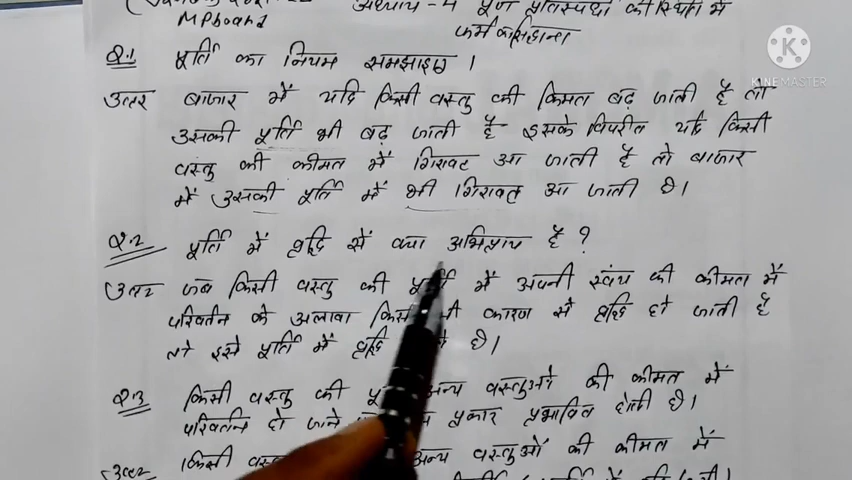 अध्याय - 4 पूर्ण प्रतिस्पर्धा की स्थिति में
MPboard
फर्म का सिद्धान्त
Q.1 पूर्ति का नियम समझाइए ।
उत्तर बाजार में यदि किसी वस्तु की किमत बढ़ जाती है तो
उसकी पूर्ति भी बढ़ जाती है इसके विपरीत यदि किसी
वस्तु की कीमत में गिरावट आ जाती है तो बाजार
में उसकी पूर्ति में भी गिरावट आ जाती है।
Q.2 पूर्ति में वृद्धि से क्या अभिप्राय है ?
उत्तर जब किसी वस्तु की पूर्ति में अपनी स्वंय की कीमत में
परिवर्तन के अलावा किसी कारण से वृद्धि हो जाती है
तो इसे पूर्ति में वृद्धि है।
Q.3 किसी वस्तु की अन्य वस्तुओं की कीमत में
परिवर्तन हो जाने प्रकार प्रभावित होती है।
उत्तर किसी अन्य वस्तुओं की कीमत में
K
KINEMASTER